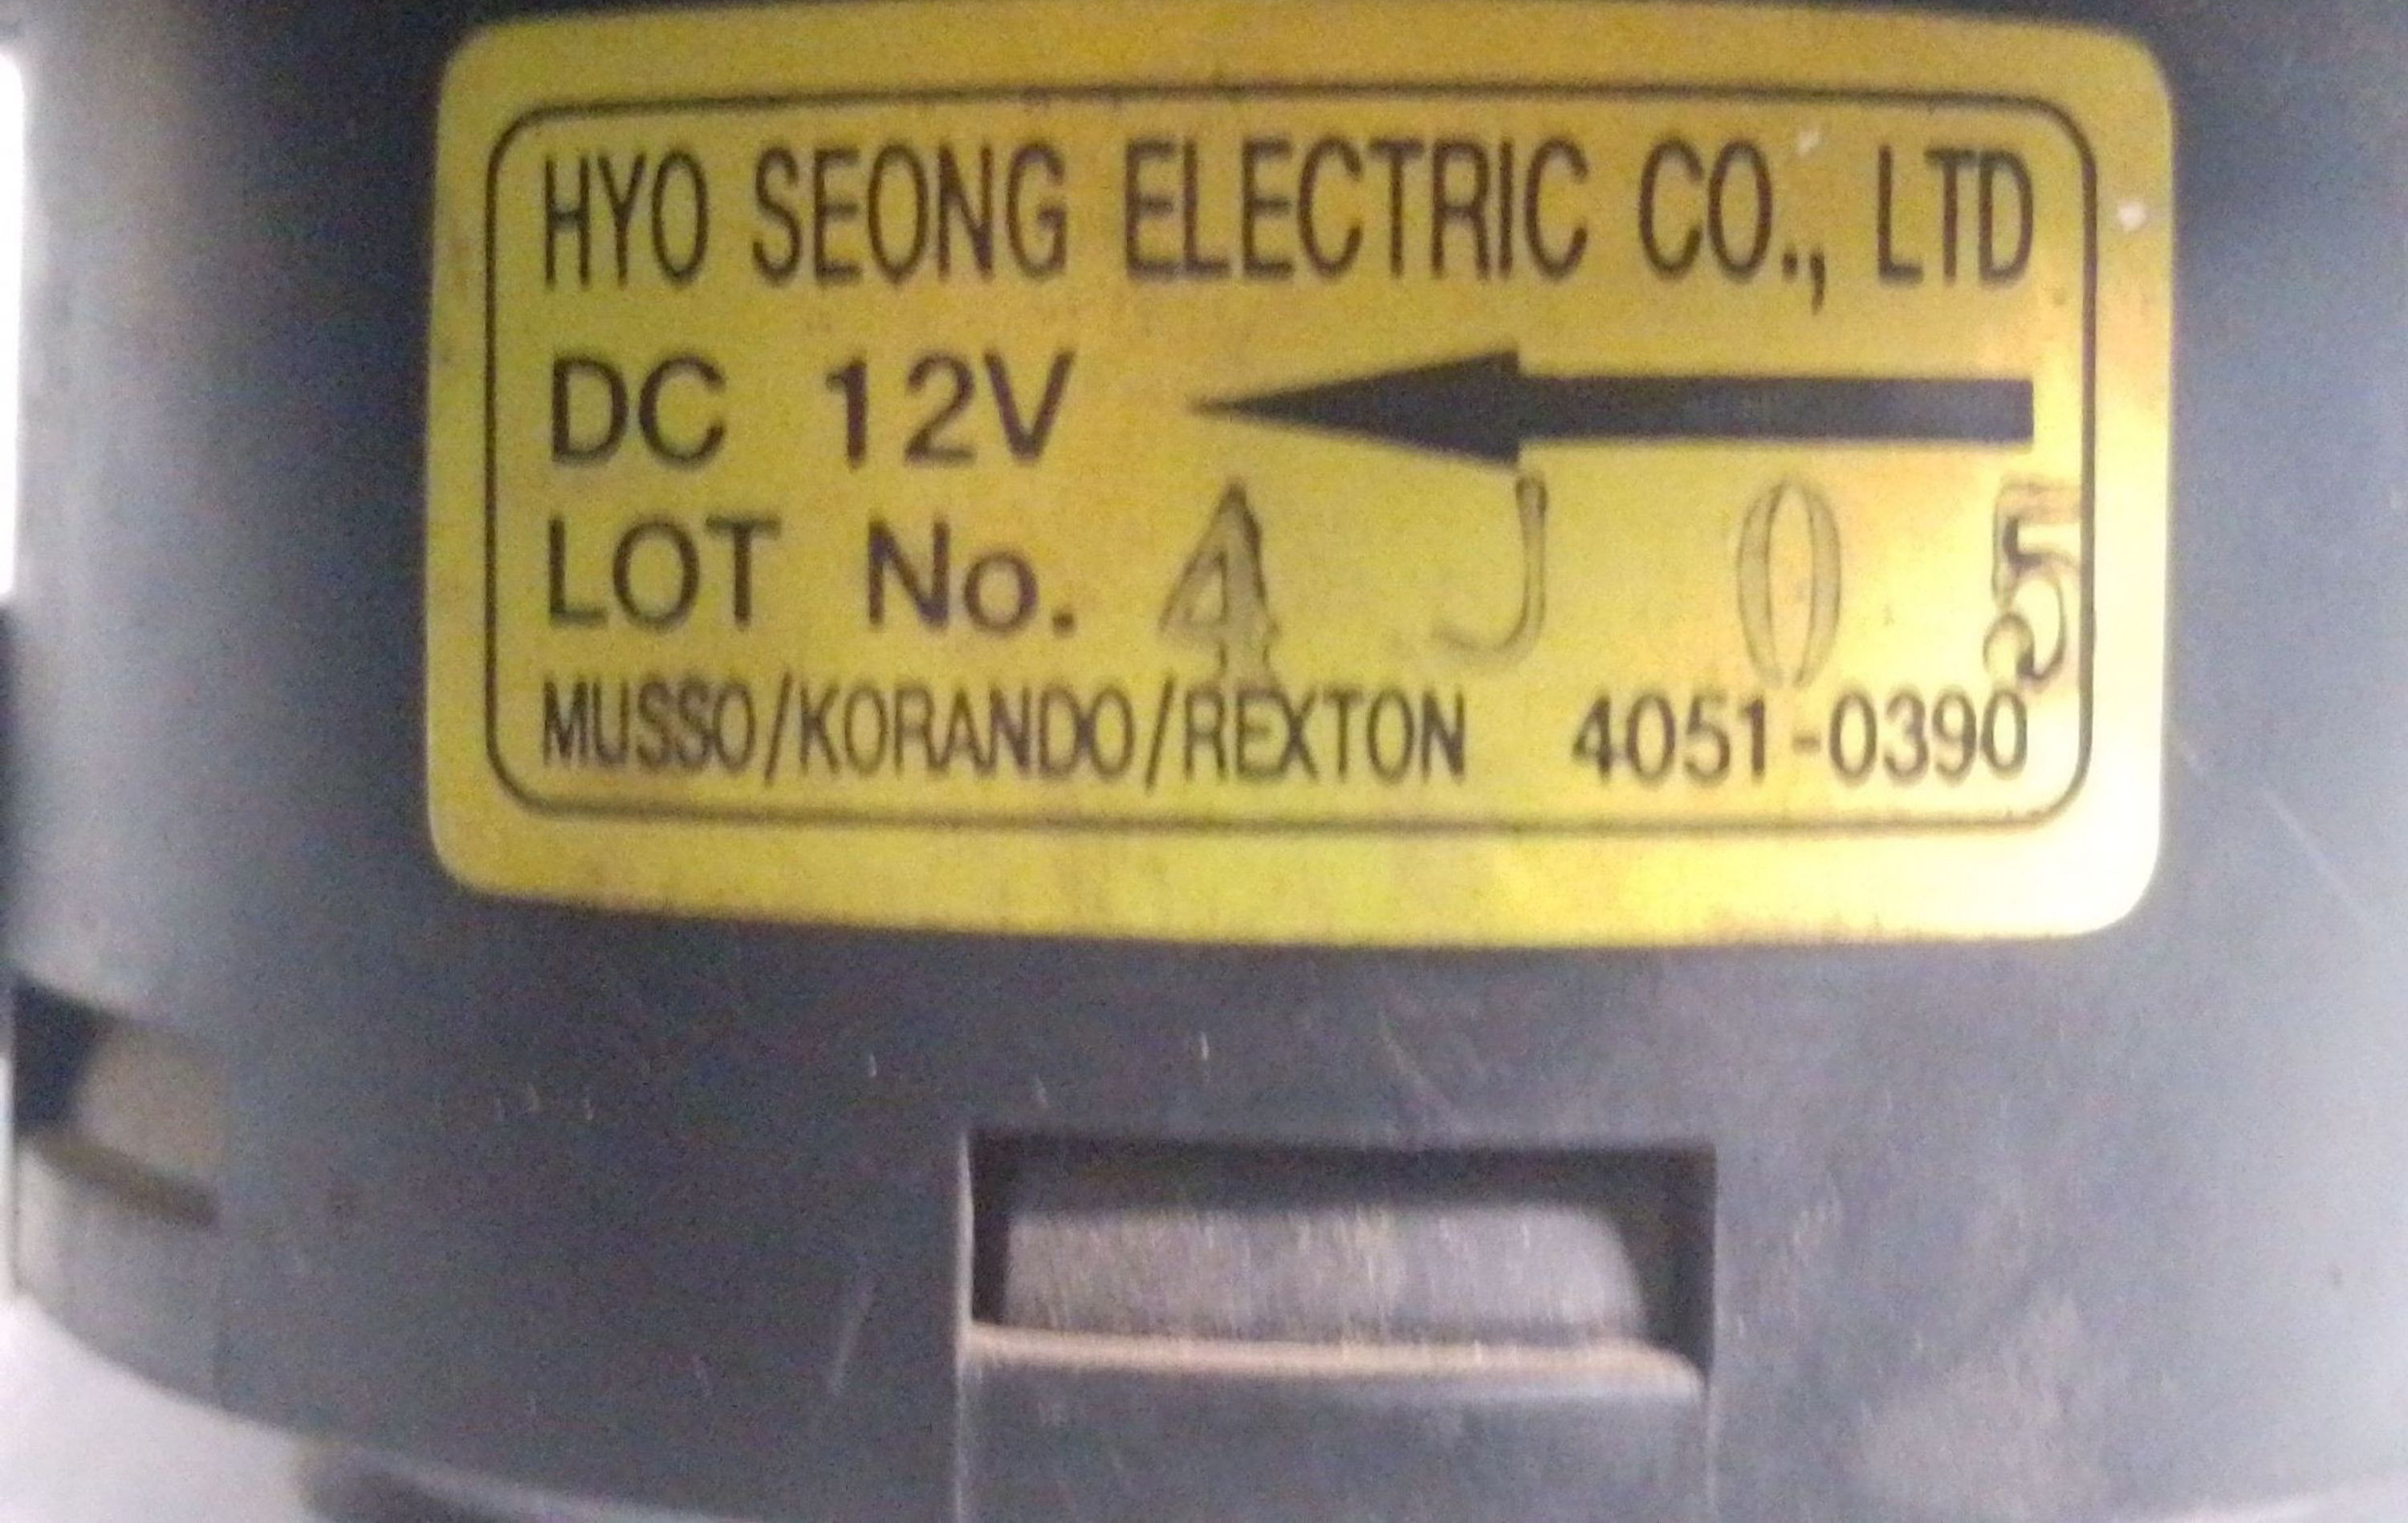 HYO SEONG ELECTRIC CO., LTD
DC 12V
LOT No. 4 J 0 5
MUSSO/KORANDO/REXTON 4051-0390